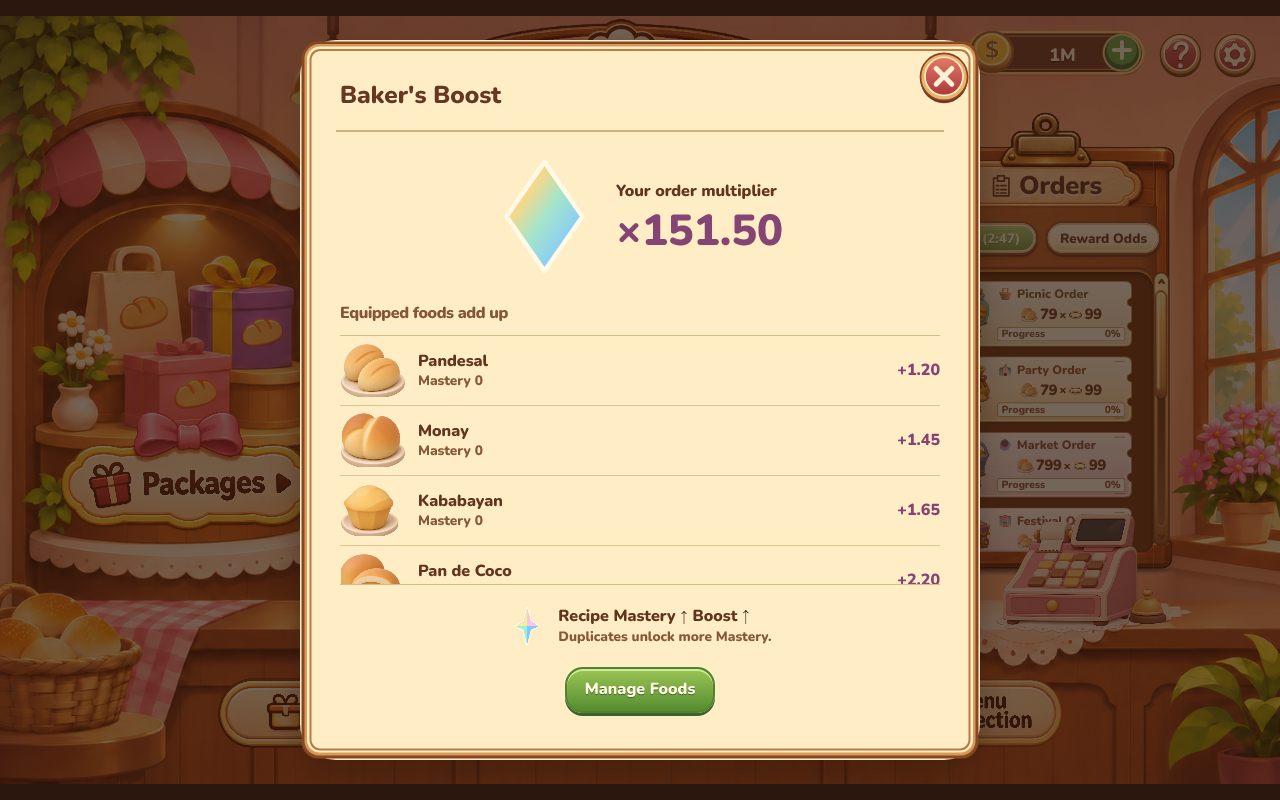 Baker's Boost
$
1M
+
?
Your order multiplier
×151.50
Equipped foods add up
Pandesal
Mastery 0
+1.20
Monay
Mastery 0
+1.45
Kababayan
Mastery 0
+1.65
Pan de Coco
+2.20
Recipe Mastery ↑ Boost ↑
Duplicates unlock more Mastery.
Manage Foods
Packages
Orders
(2:47)
Reward Odds
Picnic Order
79 × 99
Progress
0%
Party Order
79 × 99
Progress
0%
Market Order
799 × 99
Progress
0%
Festival O
enu
ection